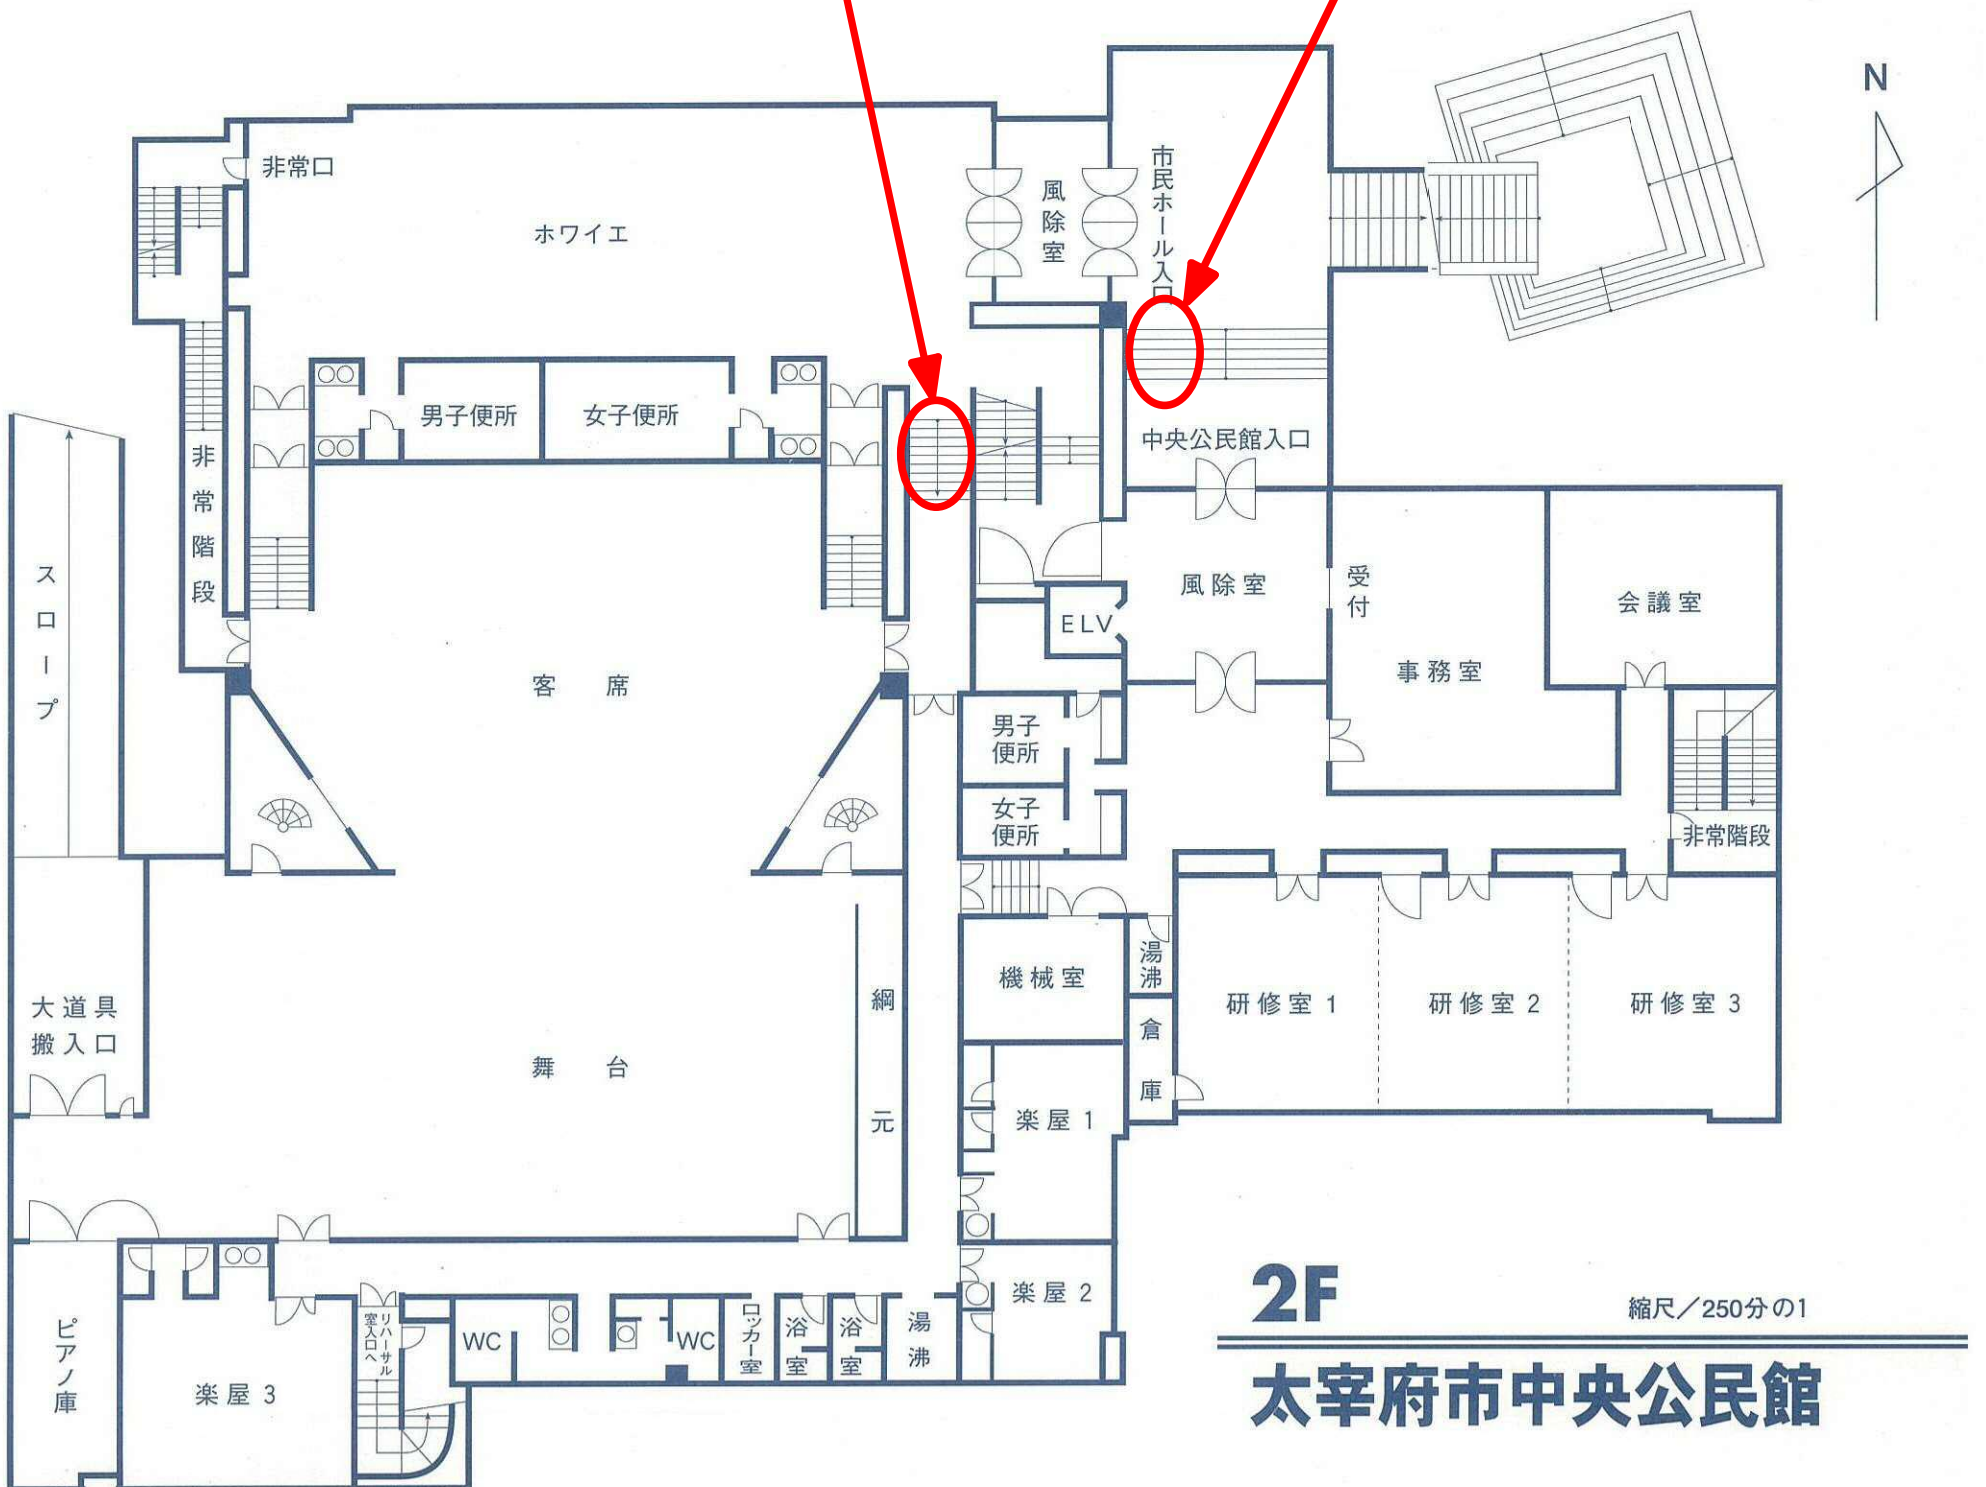 N
非常口
ホワイエ
風除室
市民ホール入口
男子便所
女子便所
中央公民館入口
非常階段
スロープ
ELV
風除室
受付
会議室
事務室
客席
男子
便所
女子
便所
非常階段
機械室
湯沸
研修室 1
研修室 2
研修室 3
大道具
搬入口
綱元
倉庫
舞台
楽屋 1
楽屋 2
ピアノ庫
楽屋 3
リハーサル
室入口へ
WC
WC
ロッカー室
浴室
浴室
湯沸
2F
縮尺／250分の1
太宰府市中央公民館